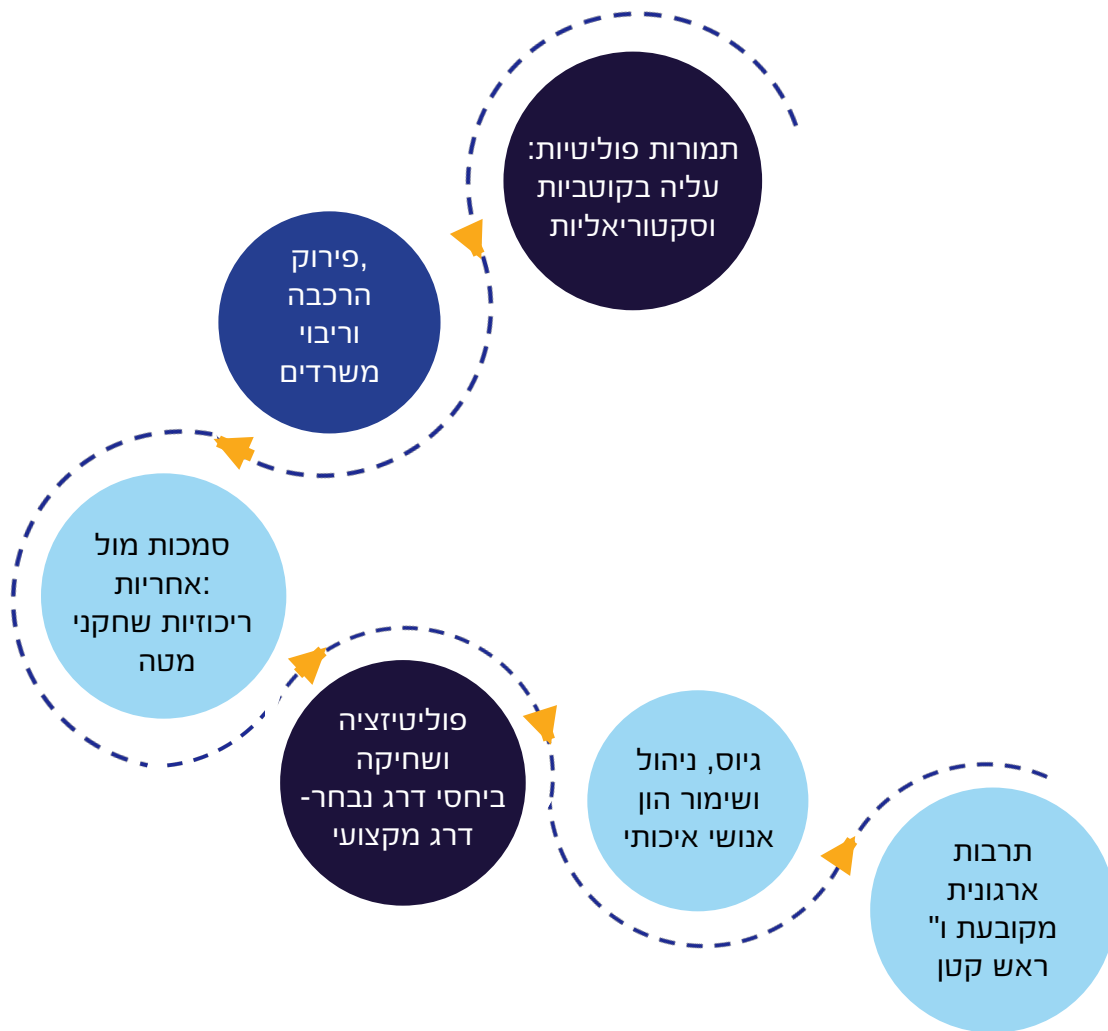 תמורות פוליטיות:
עליה בקוטביות
וסקטוריאליות
פירוק,
הרכבה
וריבוי
משרדים
סמכות מול
אחריות:
ריכוזיות שחקני
מטה
פוליטיזציה
ושחיקה
ביחסי דרג נבחר-
דרג מקצועי
גיוס, ניהול
ושימור הון
אנושי איכותי
תרבות
ארגונית
מקובעת ו"
ראש קטן